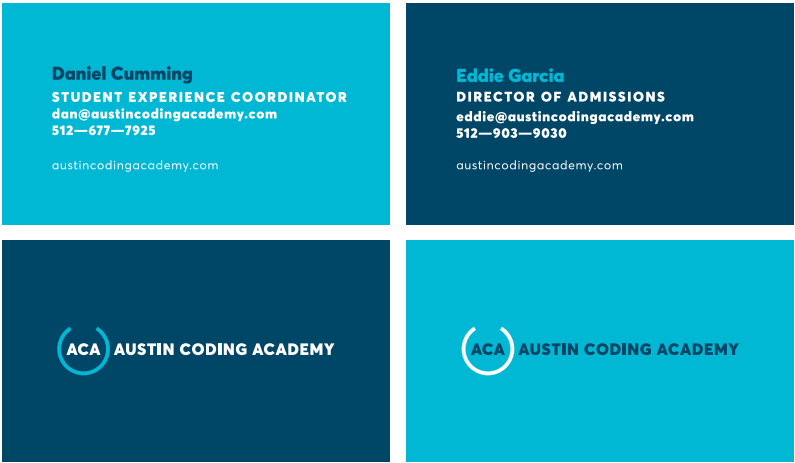 Daniel Cumming
STUDENT EXPERIENCE COORDINATOR
dan@austincodingacademy.com
512—677—7925
austincodingacademy.com
Eddie Garcia
DIRECTOR OF ADMISSIONS
eddie@austincodingacademy.com
512—903—9030
austincodingacademy.com
ACA AUSTIN CODING ACADEMY
ACA AUSTIN CODING ACADEMY